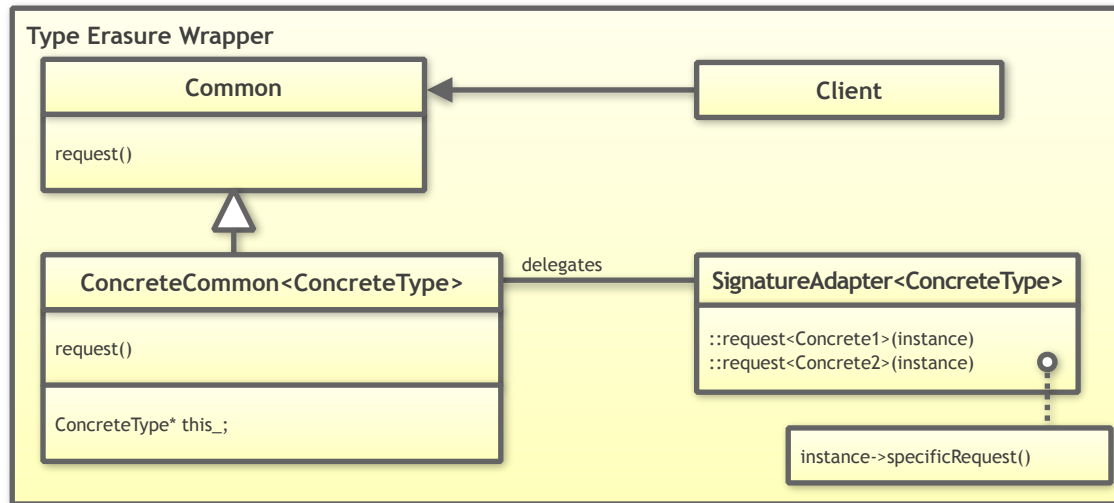 Type Erasure Wrapper
Common
Client
request()
delegates
ConcreteCommon<ConcreteType>
SignatureAdapter<ConcreteType>
request()
::request<Concrete1>(instance)
::request<Concrete2>(instance)
ConcreteType* this_;
instance->specificRequest()